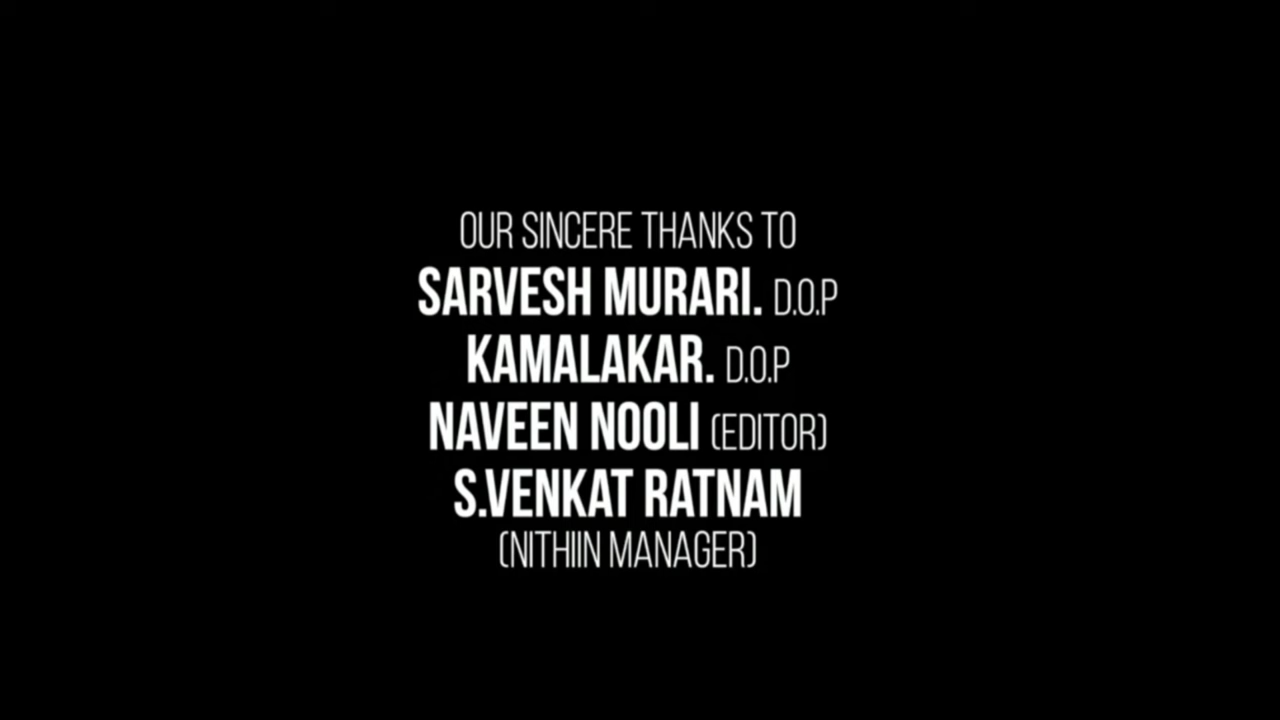 OUR SINCERE THANKS TO
SARVESH MURARI. D.O.P
KAMALAKAR. D.O.P
NAVEEN NOOLI (EDITOR)
S.VENKAT RATNAM
(NITHIIN MANAGER)